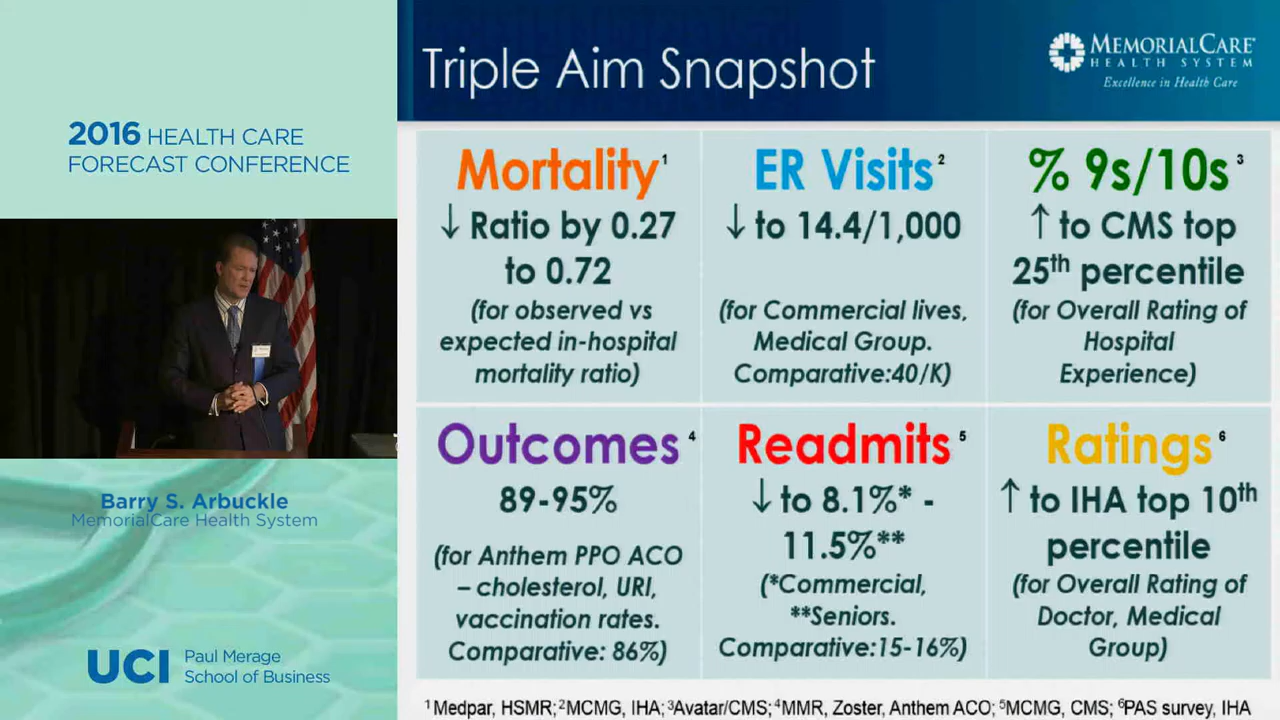 2016 HEALTH CARE
FORECAST CONFERENCE
Barry S. Arbuckle
MemorialCare Health System
UCI Paul Merage
School of Business
Triple Aim Snapshot
MEMORIALCARE
HEALTH SYSTEM
Excellence in Health Care
Mortality¹
↓ Ratio by 0.27
to 0.72
(for observed vs
expected in-hospital
mortality ratio)
ER Visits²
↓ to 14.4/1,000
(for Commercial lives,
Medical Group.
Comparative:40/K)
% 9s/10s³
↑ to CMS top
25th percentile
(for Overall Rating of
Hospital
Experience)
Outcomes⁴
89-95%
(for Anthem PPO ACO
– cholesterol, URI,
vaccination rates.
Comparative: 86%)
Readmits⁵
↓ to 8.1%* -
11.5%**
(*Commercial,
**Seniors.
Comparative:15-16%)
Ratings⁶
↑ to IHA top 10th
percentile
(for Overall Rating of
Doctor, Medical
Group)
¹Medpar, HSMR;²MCMG, IHA;³Avatar/CMS;⁴MMR, Zoster, Anthem ACO;⁵MCMG, CMS;⁶PAS survey, IHA